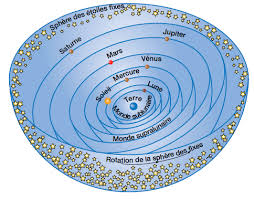 Sphère des étoiles fixes
Saturne
Jupiter
Mars
Vénus
Mercure
Lune
Soleil
Terre
Monde sublunaire
Monde supralunaire
Rotation de la sphère des fixes